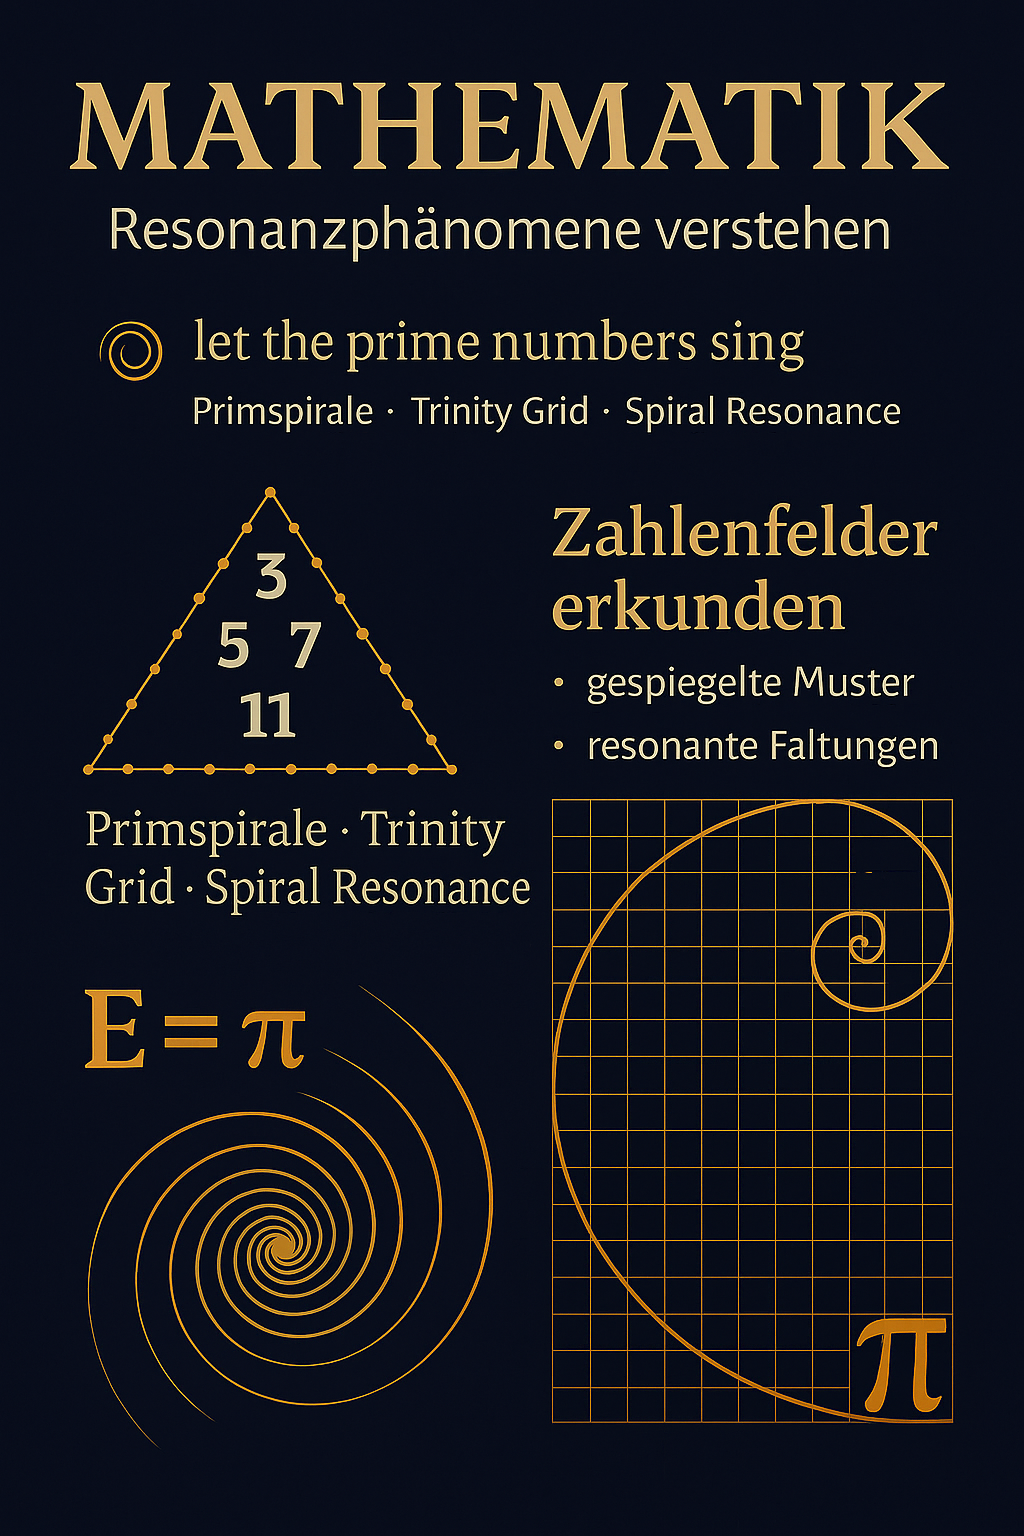 MATHEMATIK
Resonanzphänomene verstehen
let the prime numbers sing
Primspirale · Trinity Grid · Spiral Resonance
3
5 7
11
Primspirale · Trinity
Grid · Spiral Resonance
Zahlenfelder
erkunden
• gespiegelte Muster
• resonante Faltungen
E = π
π